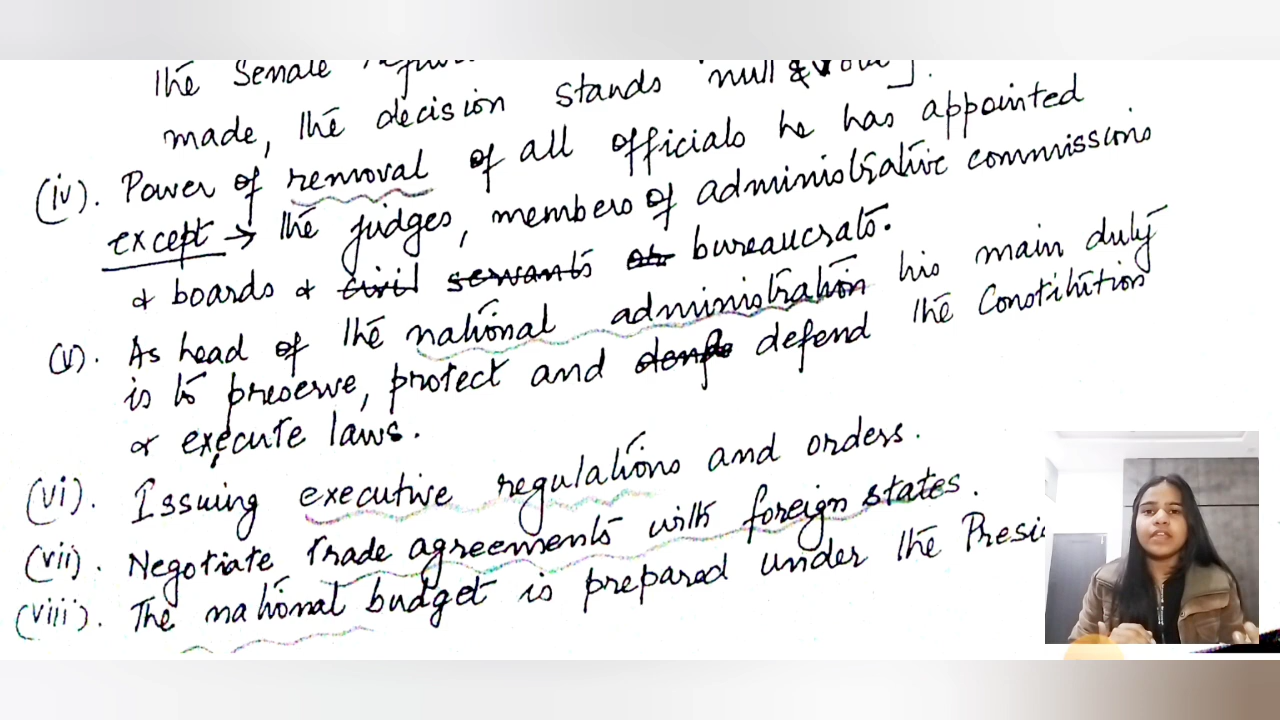 the Senate
made, the decision stands null & void].
(iv). Power of removal of all officials he has appointed
except → the judges, members of administrative commissions
& boards & civil servants bureaucrats.
(v). As head of the national administration his main duty
is to preserve, protect and defend the Constitution
& execute laws.
(vi). Issuing executive regulations and orders.
(vii). Negotiate trade agreements with foreign states.
(viii). The national budget is prepared under the